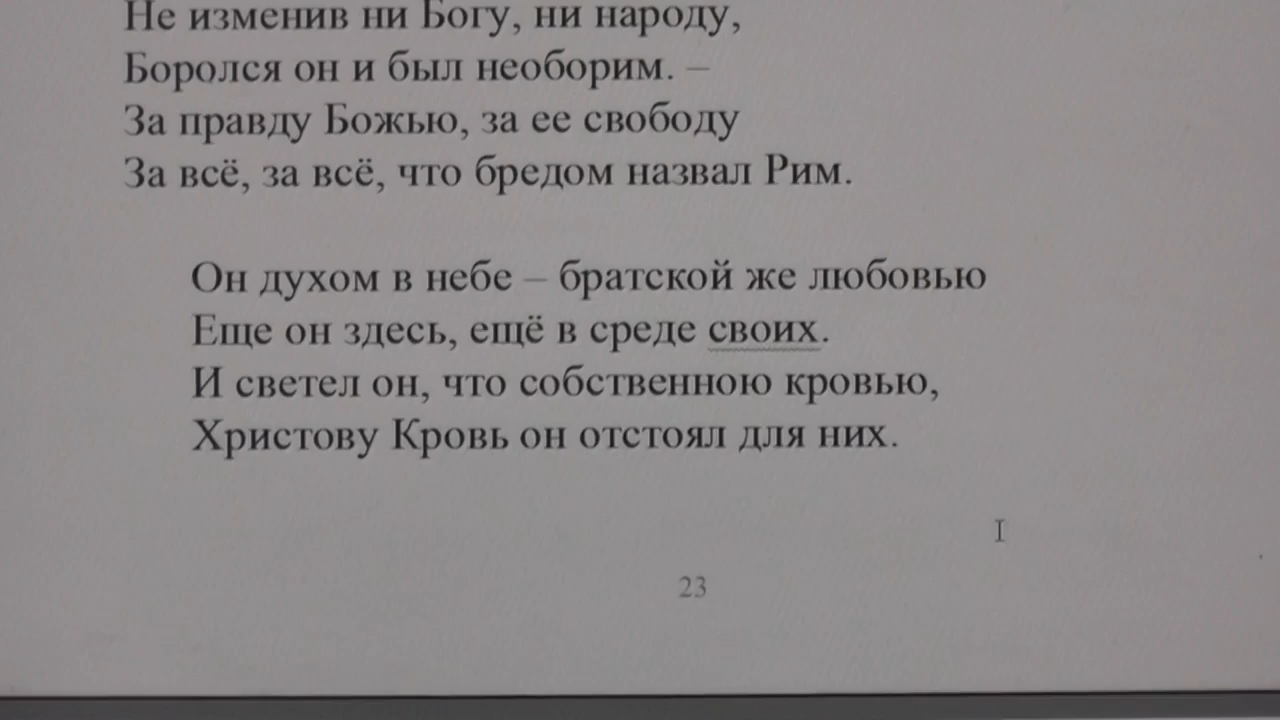 Не изменив ни Богу, ни народу,
Боролся он и был необорим. –
За правду Божью, за ее свободу
За всё, за всё, что бредом назвал Рим.
Он духом в небе – братской же любовью
Еще он здесь, ещё в среде своих.
И светел он, что собственною кровью,
Христову Кровь он отстоял для них.
23